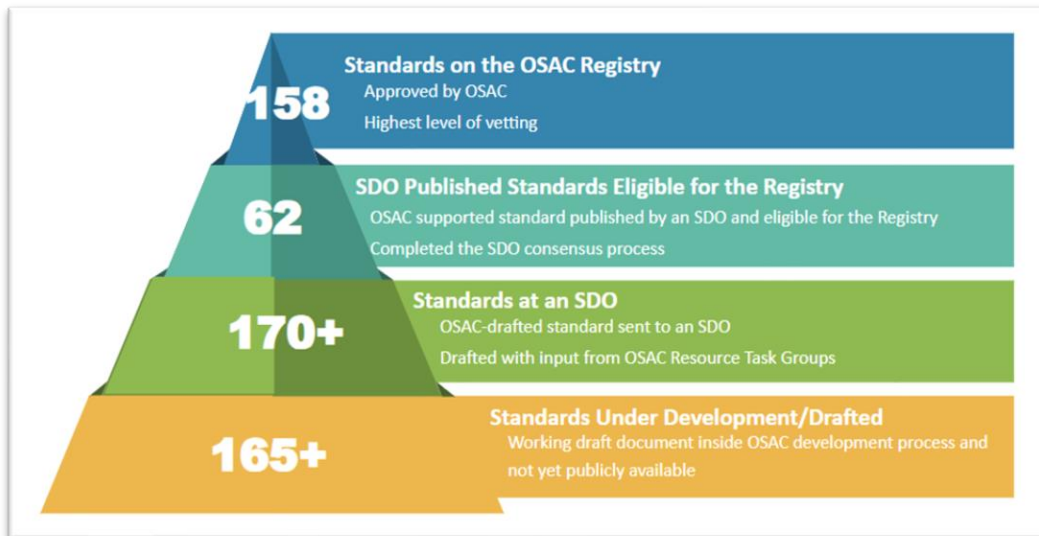 158
Standards on the OSAC Registry
Approved by OSAC
Highest level of vetting
62
SDO Published Standards Eligible for the Registry
OSAC supported standard published by an SDO and eligible for the Registry
Completed the SDO consensus process
170+
Standards at an SDO
OSAC-drafted standard sent to an SDO
Drafted with input from OSAC Resource Task Groups
165+
Standards Under Development/Drafted
Working draft document inside OSAC development process and
not yet publicly available